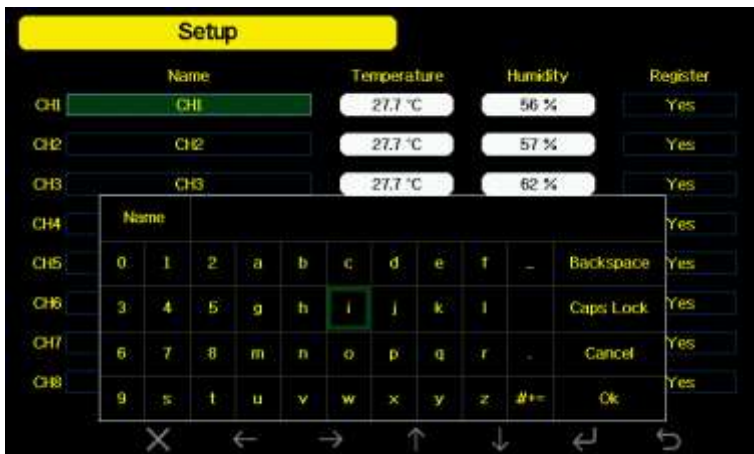 Setup
Name Temperature Humidity Register
CH1 CH1 27.7 °C 56 % Yes
CH2 CH2 27.7 °C 57 % Yes
CH3 CH3 27.7 °C 62 % Yes
CH4 Yes
Name
CH5 Yes
0 1 2 a b c d e f _ Backspace
CH6 Yes
3 4 5 g h i j k l Caps Lock
CH7 Yes
6 7 8 m n o p q r . Cancel
CH8 Yes
9 s t u v w x y z #+= Ok